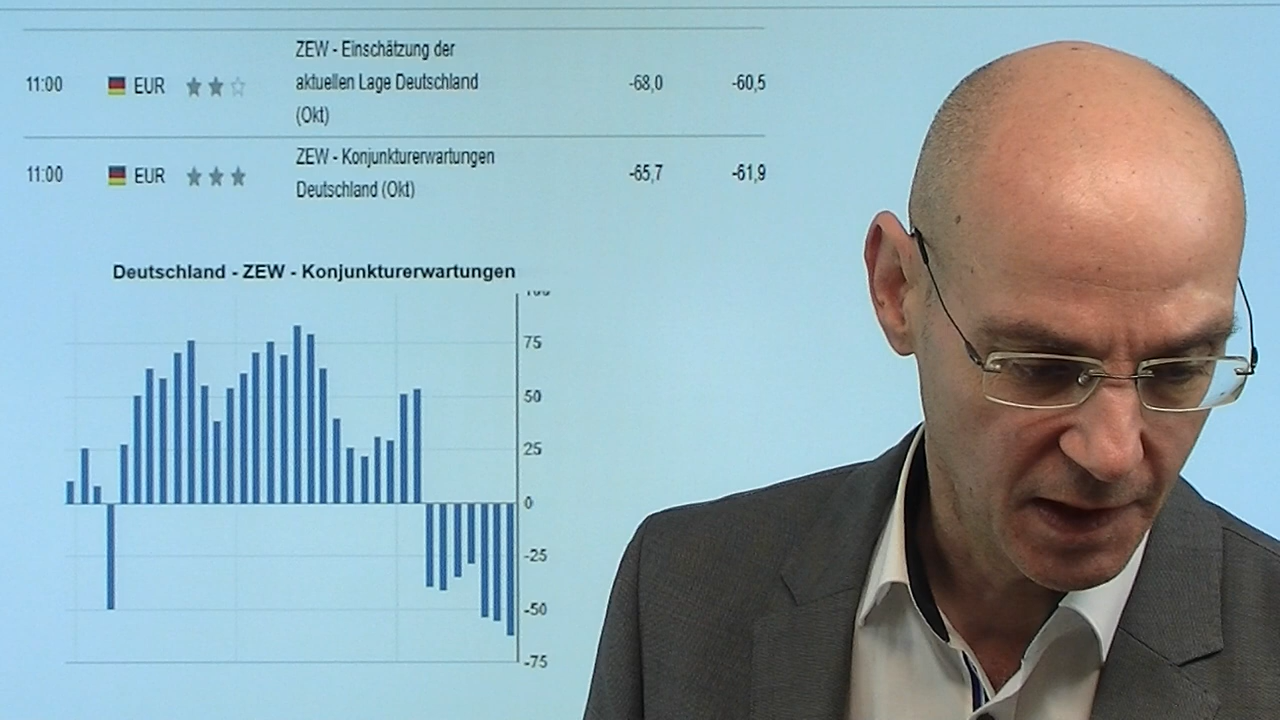 ZEW - Einschätzung der
11:00 EUR aktuellen Lage Deutschland -68,0 -60,5
(Okt)
ZEW - Konjunkturerwartungen
11:00 EUR -65,7 -61,9
Deutschland (Okt)
Deutschland - ZEW - Konjunkturerwartungen
75
50
25
0
-25
-50
-75